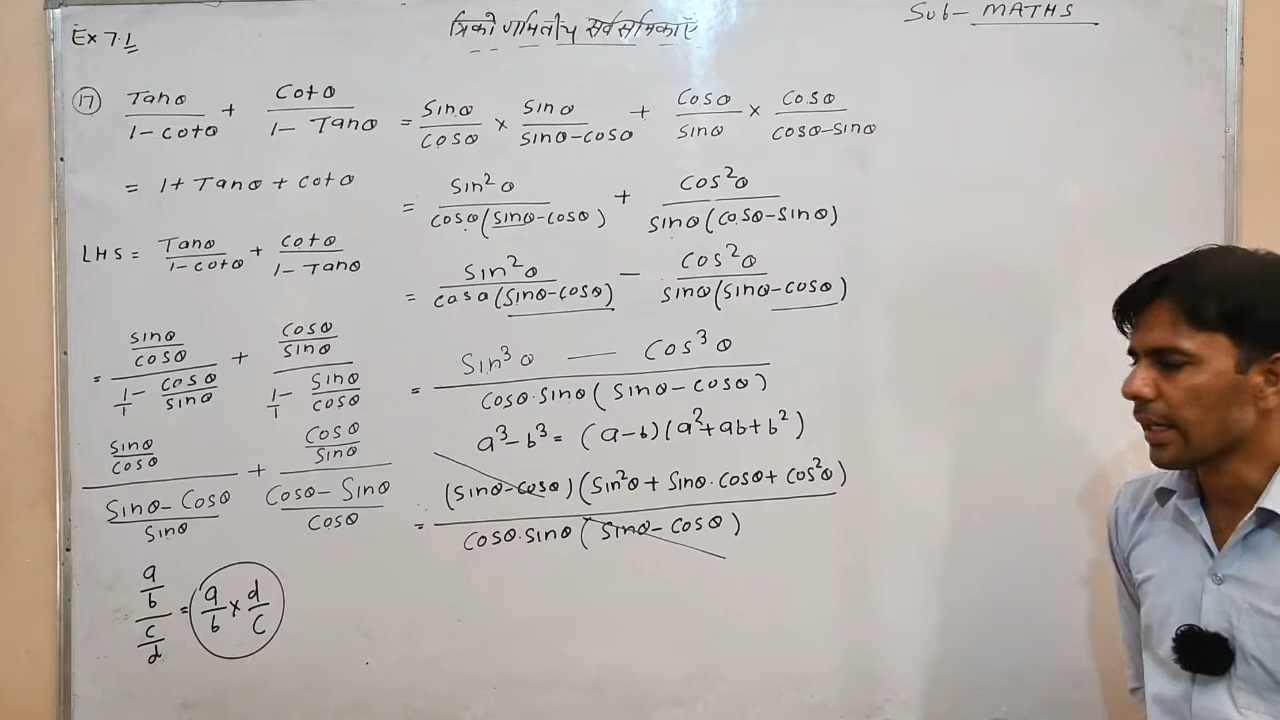 Ex 7.1
त्रिकोणमितीय सर्वसमिकाएँ
Sub- MATHS
(17) Tanθ/(1-cotθ) + Cotθ/(1-Tanθ)
= 1+Tanθ+cotθ
LHS = Tanθ/(1-cotθ) + Cotθ/(1-Tanθ)
= (sinθ/cosθ)/(1/1 - cosθ/sinθ) + (cosθ/sinθ)/(1/1 - sinθ/cosθ)
(sinθ/cosθ)/((sinθ-cosθ)/sinθ) + (cosθ/sinθ)/((cosθ-sinθ)/cosθ)
(a/b)/(c/d) = a/b × d/c
= sinθ/cosθ × sinθ/(sinθ-cosθ) + cosθ/sinθ × cosθ/(cosθ-sinθ)
= sin²θ/(cosθ(sinθ-cosθ)) + cos²θ/(sinθ(cosθ-sinθ))
= sin²θ/(cosθ(sinθ-cosθ)) - cos²θ/(sinθ(sinθ-cosθ))
= (sin³θ - cos³θ)/(cosθ·sinθ(sinθ-cosθ))
a³-b³ = (a-b)(a²+ab+b²)
= (sinθ-cosθ)(sin²θ+sinθ·cosθ+cos²θ)/(cosθ·sinθ(sinθ-cosθ))